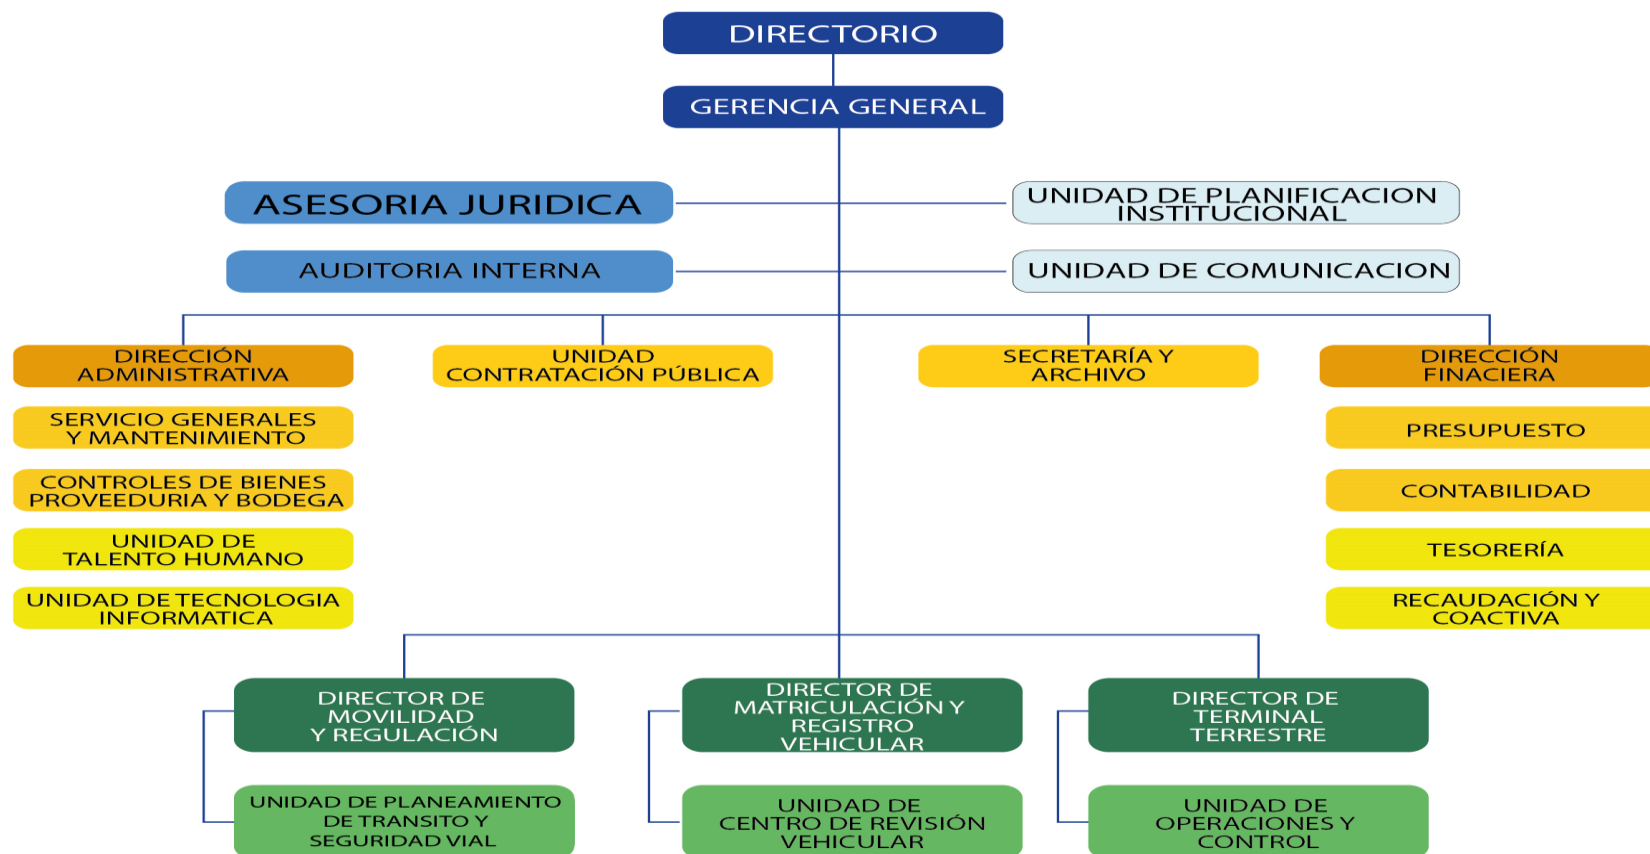 DIRECTORIO
GERENCIA GENERAL
ASESORIA JURIDICA
UNIDAD DE PLANIFICACION
INSTITUCIONAL
AUDITORIA INTERNA
UNIDAD DE COMUNICACION
DIRECCIÓN
ADMINISTRATIVA
UNIDAD
CONTRATACIÓN PÚBLICA
SECRETARÍA Y
ARCHIVO
DIRECCIÓN
FINACIERA
SERVICIO GENERALES
Y MANTENIMIENTO
PRESUPUESTO
CONTROLES DE BIENES
PROVEEDURIA Y BODEGA
CONTABILIDAD
UNIDAD DE
TALENTO HUMANO
TESORERÍA
UNIDAD DE TECNOLOGIA
INFORMATICA
RECAUDACIÓN Y
COACTIVA
DIRECTOR DE
MOVILIDAD
Y REGULACIÓN
DIRECTOR DE
MATRICULACIÓN Y
REGISTRO
VEHICULAR
DIRECTOR DE
TERMINAL
TERRESTRE
UNIDAD DE PLANEAMIENTO
DE TRANSITO Y
SEGURIDAD VIAL
UNIDAD DE
CENTRO DE REVISIÓN
VEHICULAR
UNIDAD DE
OPERACIONES Y
CONTROL